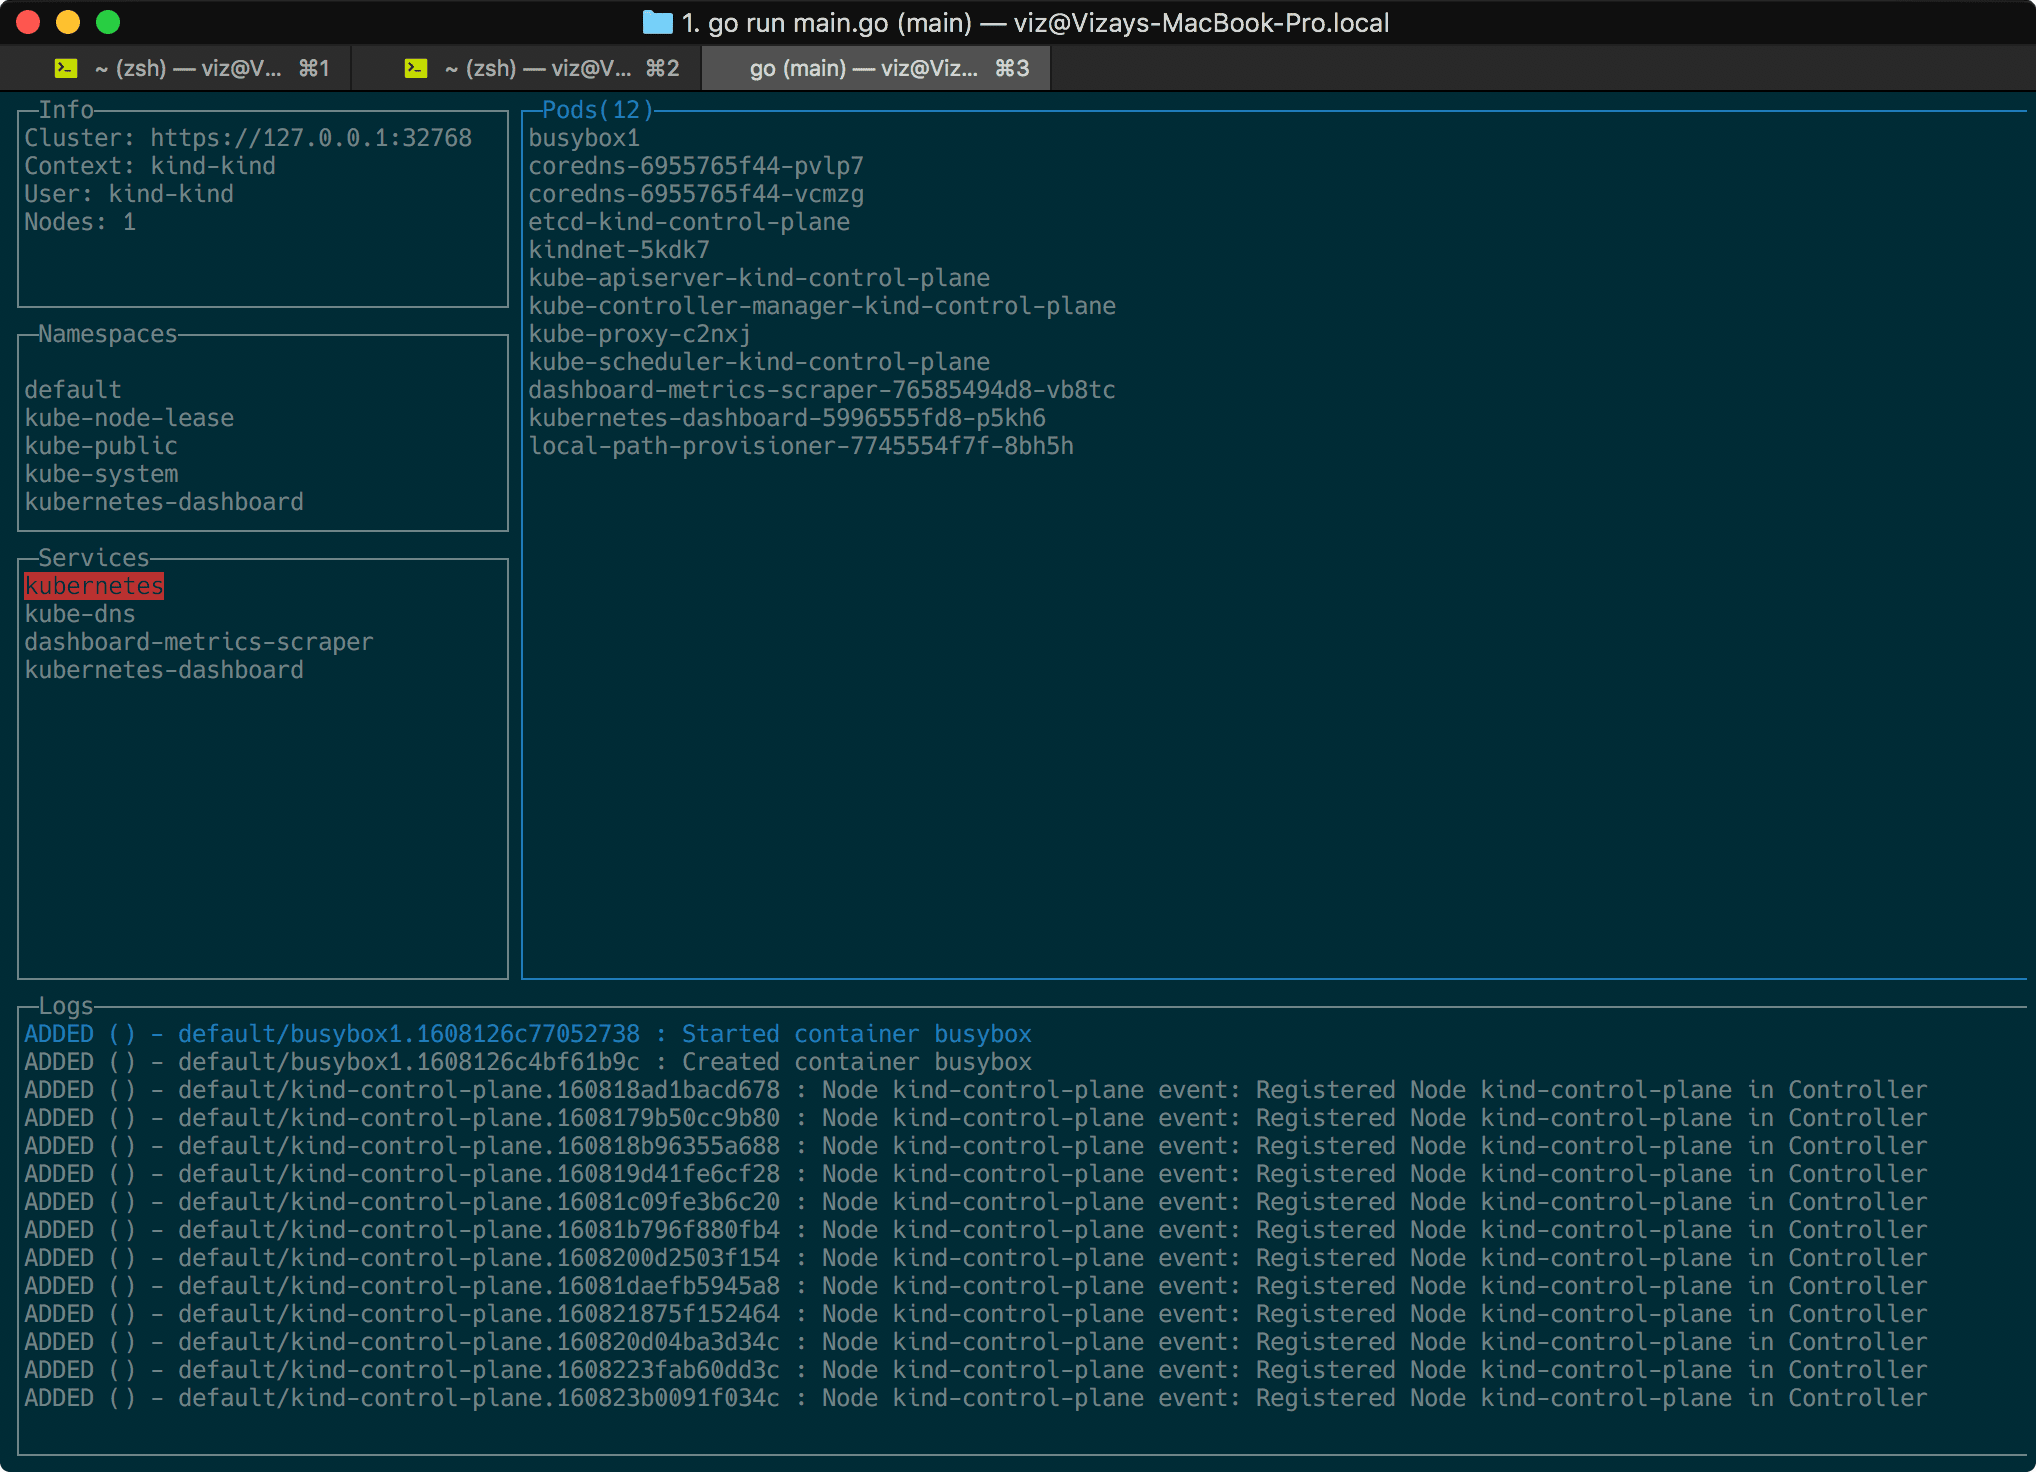 1. go run main.go (main) — viz@Vizays-MacBook-Pro.local
~ (zsh) — viz@V... ⌘1
~ (zsh) — viz@V... ⌘2
go (main) — viz@Viz... ⌘3
Info
Cluster: https://127.0.0.1:32768
Context: kind-kind
User: kind-kind
Nodes: 1
Namespaces
default
kube-node-lease
kube-public
kube-system
kubernetes-dashboard
Services
kubernetes
kube-dns
dashboard-metrics-scraper
kubernetes-dashboard
Pods(12)
busybox1
coredns-6955765f44-pvlp7
coredns-6955765f44-vcmzg
etcd-kind-control-plane
kindnet-5kdk7
kube-apiserver-kind-control-plane
kube-controller-manager-kind-control-plane
kube-proxy-c2nxj
kube-scheduler-kind-control-plane
dashboard-metrics-scraper-76585494d8-vb8tc
kubernetes-dashboard-5996555fd8-p5kh6
local-path-provisioner-7745554f7f-8bh5h
Logs
ADDED () - default/busybox1.1608126c77052738 : Started container busybox
ADDED () - default/busybox1.1608126c4bf61b9c : Created container busybox
ADDED () - default/kind-control-plane.160818ad1bacd678 : Node kind-control-plane event: Registered Node kind-control-plane in Controller
ADDED () - default/kind-control-plane.1608179b50cc9b80 : Node kind-control-plane event: Registered Node kind-control-plane in Controller
ADDED () - default/kind-control-plane.160818b96355a688 : Node kind-control-plane event: Registered Node kind-control-plane in Controller
ADDED () - default/kind-control-plane.160819d41fe6cf28 : Node kind-control-plane event: Registered Node kind-control-plane in Controller
ADDED () - default/kind-control-plane.16081c09fe3b6c20 : Node kind-control-plane event: Registered Node kind-control-plane in Controller
ADDED () - default/kind-control-plane.16081b796f880fb4 : Node kind-control-plane event: Registered Node kind-control-plane in Controller
ADDED () - default/kind-control-plane.1608200d2503f154 : Node kind-control-plane event: Registered Node kind-control-plane in Controller
ADDED () - default/kind-control-plane.16081daefb5945a8 : Node kind-control-plane event: Registered Node kind-control-plane in Controller
ADDED () - default/kind-control-plane.160821875f152464 : Node kind-control-plane event: Registered Node kind-control-plane in Controller
ADDED () - default/kind-control-plane.160820d04ba3d34c : Node kind-control-plane event: Registered Node kind-control-plane in Controller
ADDED () - default/kind-control-plane.1608223fab60dd3c : Node kind-control-plane event: Registered Node kind-control-plane in Controller
ADDED () - default/kind-control-plane.160823b0091f034c : Node kind-control-plane event: Registered Node kind-control-plane in Controller